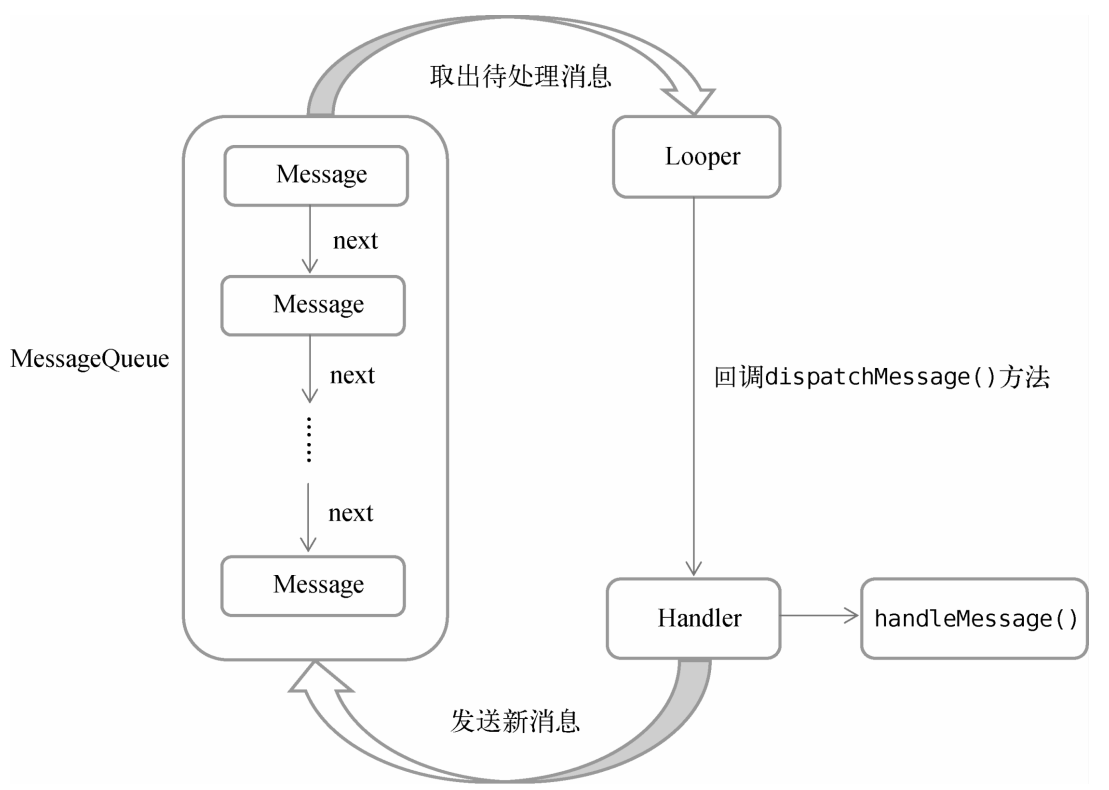 取出待处理消息
Message
Looper
next
Message
MessageQueue
next
回调dispatchMessage()方法
......
next
Message
Handler
handleMessage()
发送新消息